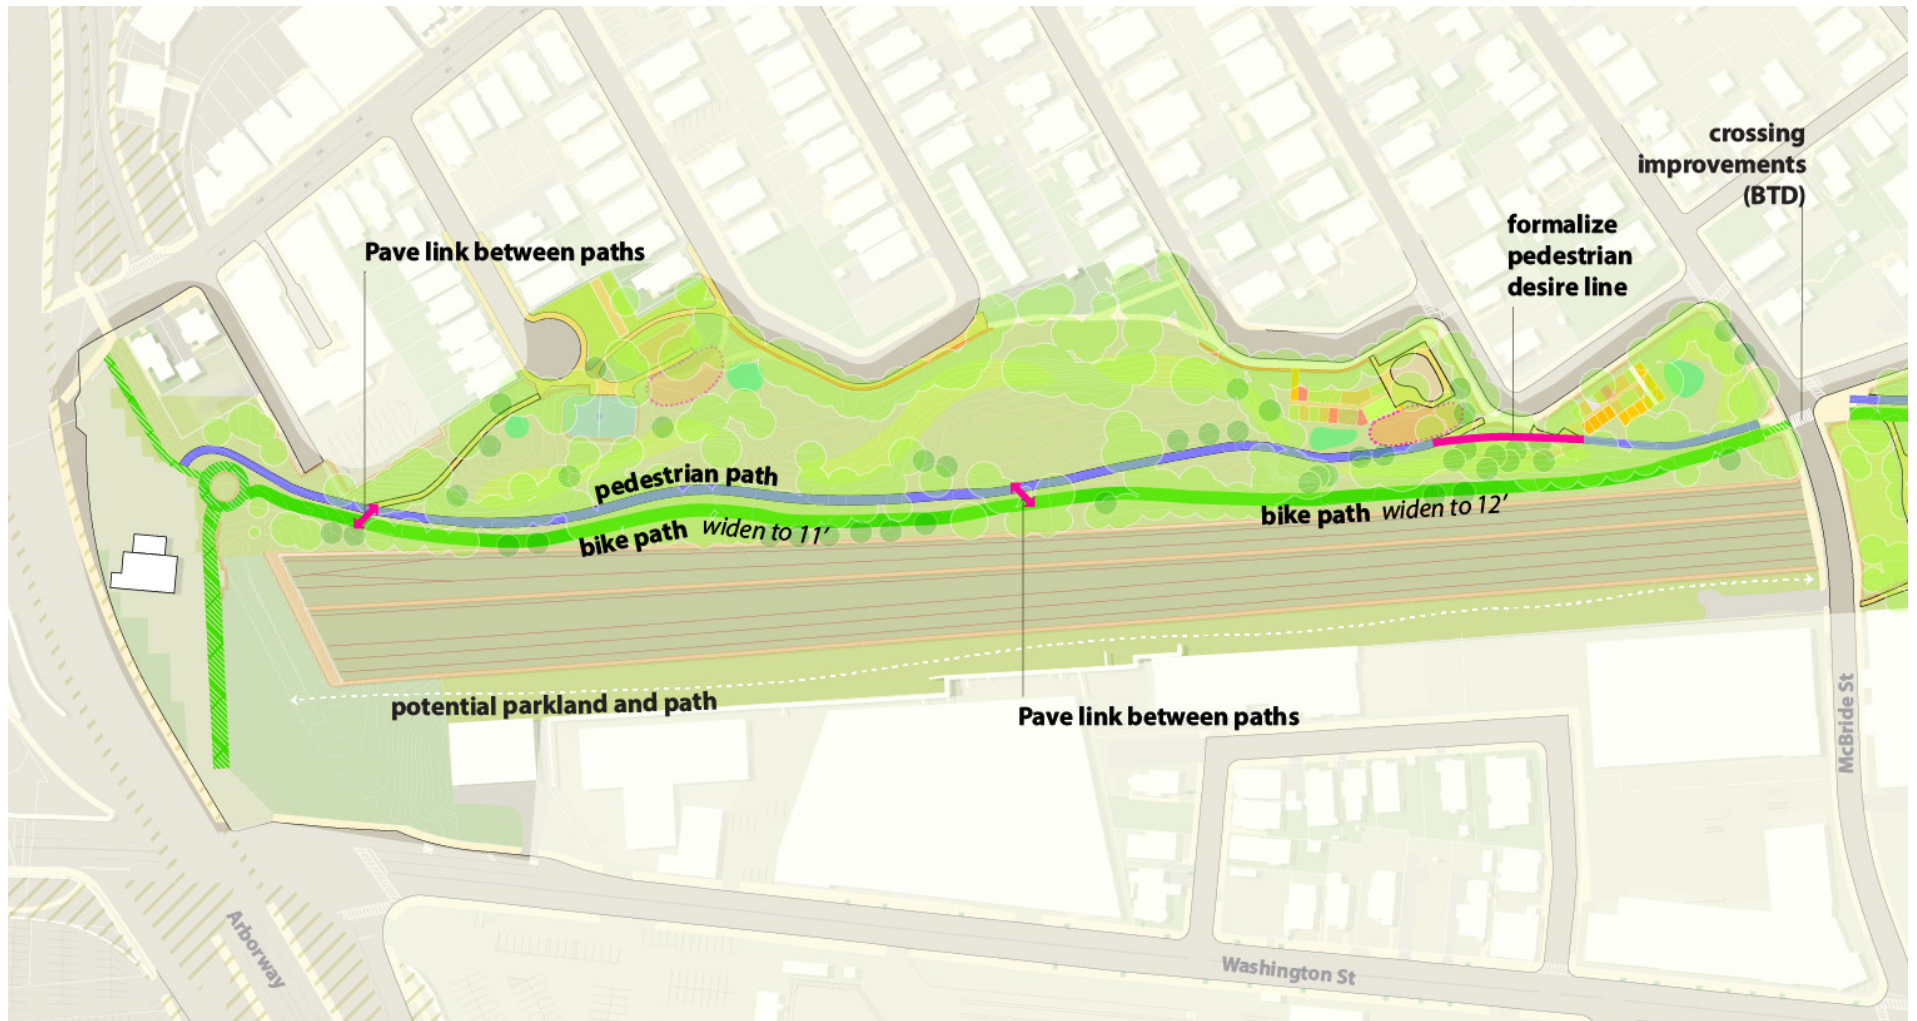 crossing
improvements
(BTD)
formalize
pedestrian
desire line
Pave link between paths
pedestrian path
bike path widen to 11'
bike path widen to 12'
potential parkland and path
Pave link between paths
McBride St
Arborway
Washington St